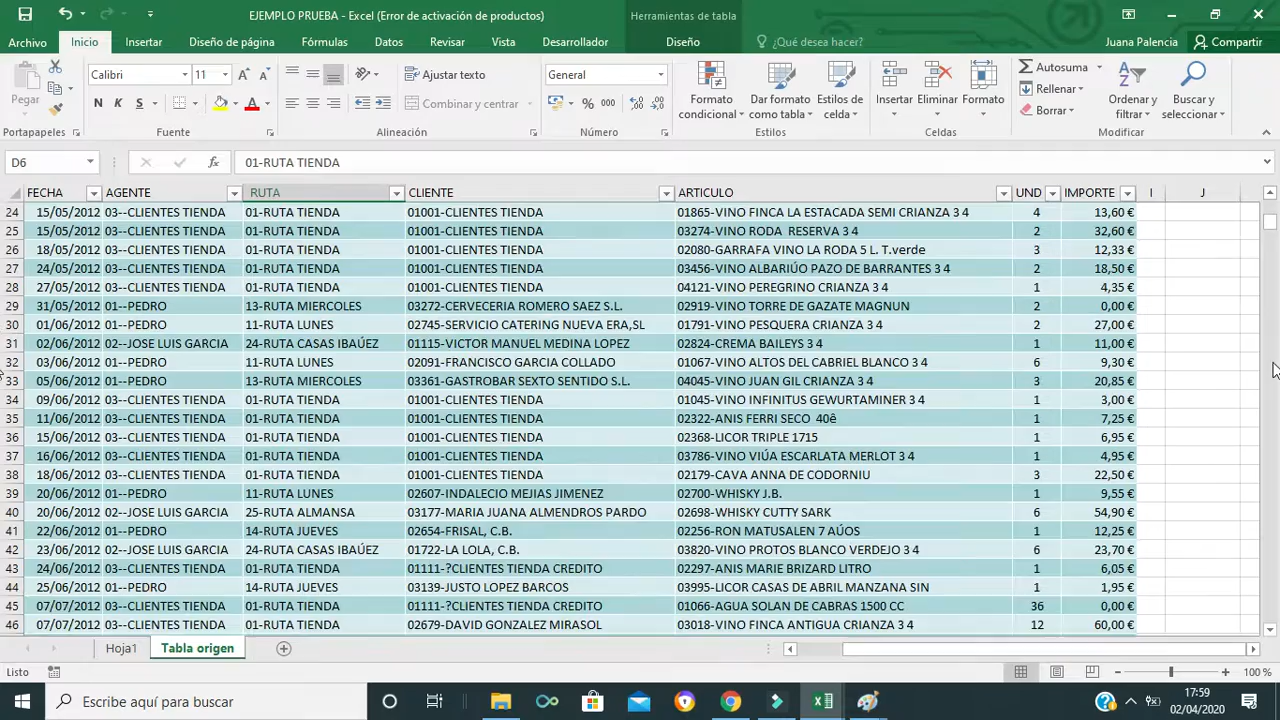 EJEMPLO PRUEBA - Excel (Error de activación de productos)
Herramientas de tabla
Archivo Inicio Insertar Diseño de página Fórmulas Datos Revisar Vista Desarrollador Diseño ¿Qué desea hacer? Juana Palencia Compartir
Pegar
Calibri 11
N K S
Ajustar texto
Combinar y centrar
General
% 000
Formato condicional
Dar formato como tabla
Estilos de celda
Insertar Eliminar Formato
Autosuma
Rellenar
Borrar
Ordenar y filtrar
Buscar y seleccionar
Portapapeles Fuente Alineación Número Estilos Celdas Modificar
D6 fx 01-RUTA TIENDA
FECHA AGENTE RUTA CLIENTE ARTICULO UND IMPORTE I J
24 15/05/2012 03--CLIENTES TIENDA 01-RUTA TIENDA 01001-CLIENTES TIENDA 01865-VINO FINCA LA ESTACADA SEMI CRIANZA 3 4 4 13,60 €
25 15/05/2012 03--CLIENTES TIENDA 01-RUTA TIENDA 01001-CLIENTES TIENDA 03274-VINO RODA  RESERVA 3 4 2 32,60 €
26 18/05/2012 03--CLIENTES TIENDA 01-RUTA TIENDA 01001-CLIENTES TIENDA 02080-GARRAFA VINO LA RODA 5 L. T.verde 3 12,33 €
27 24/05/2012 03--CLIENTES TIENDA 01-RUTA TIENDA 01001-CLIENTES TIENDA 03456-VINO ALBARIÚO PAZO DE BARRANTES 3 4 2 18,50 €
28 27/05/2012 03--CLIENTES TIENDA 01-RUTA TIENDA 01001-CLIENTES TIENDA 04121-VINO PEREGRINO CRIANZA 3 4 1 4,35 €
29 31/05/2012 01--PEDRO 13-RUTA MIERCOLES 03272-CERVECERIA ROMERO SAEZ S.L. 02919-VINO TORRE DE GAZATE MAGNUN 2 0,00 €
30 01/06/2012 01--PEDRO 11-RUTA LUNES 02745-SERVICIO CATERING NUEVA ERA,SL 01791-VINO PESQUERA CRIANZA 3 4 2 27,00 €
31 02/06/2012 02--JOSE LUIS GARCIA 24-RUTA CASAS IBAÚEZ 01115-VICTOR MANUEL MEDINA LOPEZ 02824-CREMA BAILEYS 3 4 1 11,00 €
32 03/06/2012 01--PEDRO 11-RUTA LUNES 02091-FRANCISCO GARCIA COLLADO 01067-VINO ALTOS DEL CABRIEL BLANCO 3 4 6 9,30 €
33 05/06/2012 01--PEDRO 13-RUTA MIERCOLES 03361-GASTROBAR SEXTO SENTIDO S.L. 04045-VINO JUAN GIL CRIANZA 3 4 3 20,85 €
34 09/06/2012 03--CLIENTES TIENDA 01-RUTA TIENDA 01001-CLIENTES TIENDA 01045-VINO INFINITUS GEWURTAMINER 3 4 1 3,00 €
35 11/06/2012 03--CLIENTES TIENDA 01-RUTA TIENDA 01001-CLIENTES TIENDA 02322-ANIS FERRI SECO  40ê 1 7,25 €
36 15/06/2012 03--CLIENTES TIENDA 01-RUTA TIENDA 01001-CLIENTES TIENDA 02368-LICOR TRIPLE 1715 1 6,95 €
37 16/06/2012 03--CLIENTES TIENDA 01-RUTA TIENDA 01001-CLIENTES TIENDA 03786-VINO VIÚA ESCARLATA MERLOT 3 4 1 4,95 €
38 18/06/2012 03--CLIENTES TIENDA 01-RUTA TIENDA 01001-CLIENTES TIENDA 02179-CAVA ANNA DE CODORNIU 3 22,50 €
39 20/06/2012 01--PEDRO 11-RUTA LUNES 02607-INDALECIO MEJIAS JIMENEZ 02700-WHISKY J.B. 1 9,55 €
40 20/06/2012 02--JOSE LUIS GARCIA 25-RUTA ALMANSA 03177-MARIA JUANA ALMENDROS PARDO 02698-WHISKY CUTTY SARK 6 54,90 €
41 22/06/2012 01--PEDRO 14-RUTA JUEVES 02654-FRISAL, C.B. 02256-RON MATUSALEN 7 AÚOS 1 12,25 €
42 23/06/2012 02--JOSE LUIS GARCIA 24-RUTA CASAS IBAÚEZ 01722-LA LOLA, C.B. 03820-VINO PROTOS BLANCO VERDEJO 3 4 6 23,70 €
43 24/06/2012 03--CLIENTES TIENDA 01-RUTA TIENDA 01111-?CLIENTES TIENDA CREDITO 02297-ANIS MARIE BRIZARD LITRO 1 6,05 €
44 25/06/2012 01--PEDRO 14-RUTA JUEVES 03139-JUSTO LOPEZ BARCOS 03995-LICOR CASAS DE ABRIL MANZANA SIN 1 1,95 €
45 07/07/2012 03--CLIENTES TIENDA 01-RUTA TIENDA 01111-?CLIENTES TIENDA CREDITO 01066-AGUA SOLAN DE CABRAS 1500 CC 36 0,00 €
46 07/07/2012 03--CLIENTES TIENDA 01-RUTA TIENDA 02679-DAVID GONZALEZ MIRASOL 03018-VINO FINCA ANTIGUA CRIANZA 3 4 12 60,00 €
Hoja1 Tabla origen
Listo 100 %
Escribe aquí para buscar
17:59
02/04/2020